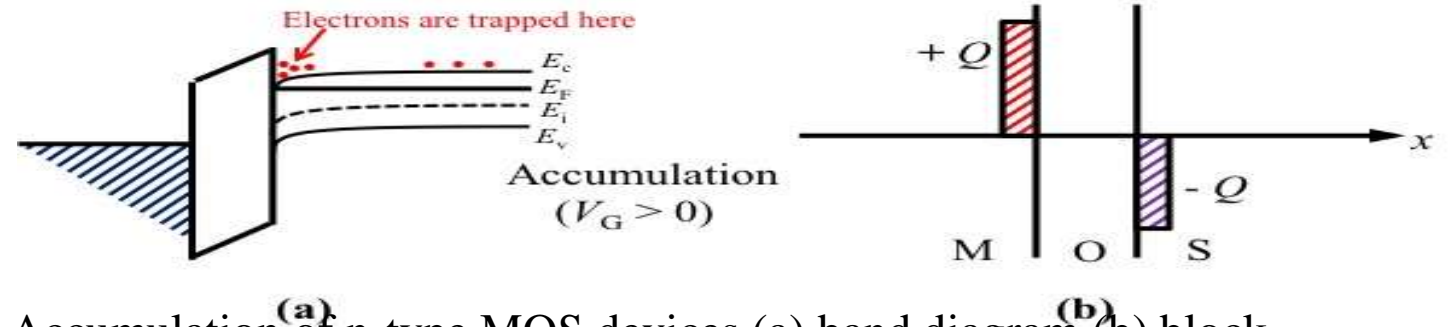 Electrons are trapped here
E_c
E_F
E_i
E_v
Accumulation
(V_G > 0)
(a)
+ Q
x
- Q
M O S
(b)
Accumulation of n-type MOS devices (a) band diagram (b) block